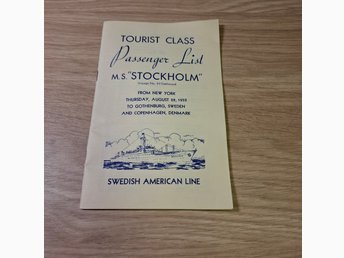 TOURIST CLASS
Passenger List
M.S. "STOCKHOLM"
FROM NEW YORK
THURSDAY, AUGUST
TO GOTHENBURG, SWEDEN
AND COPENHAGEN, DENMARK
SWEDISH AMERICAN LINE